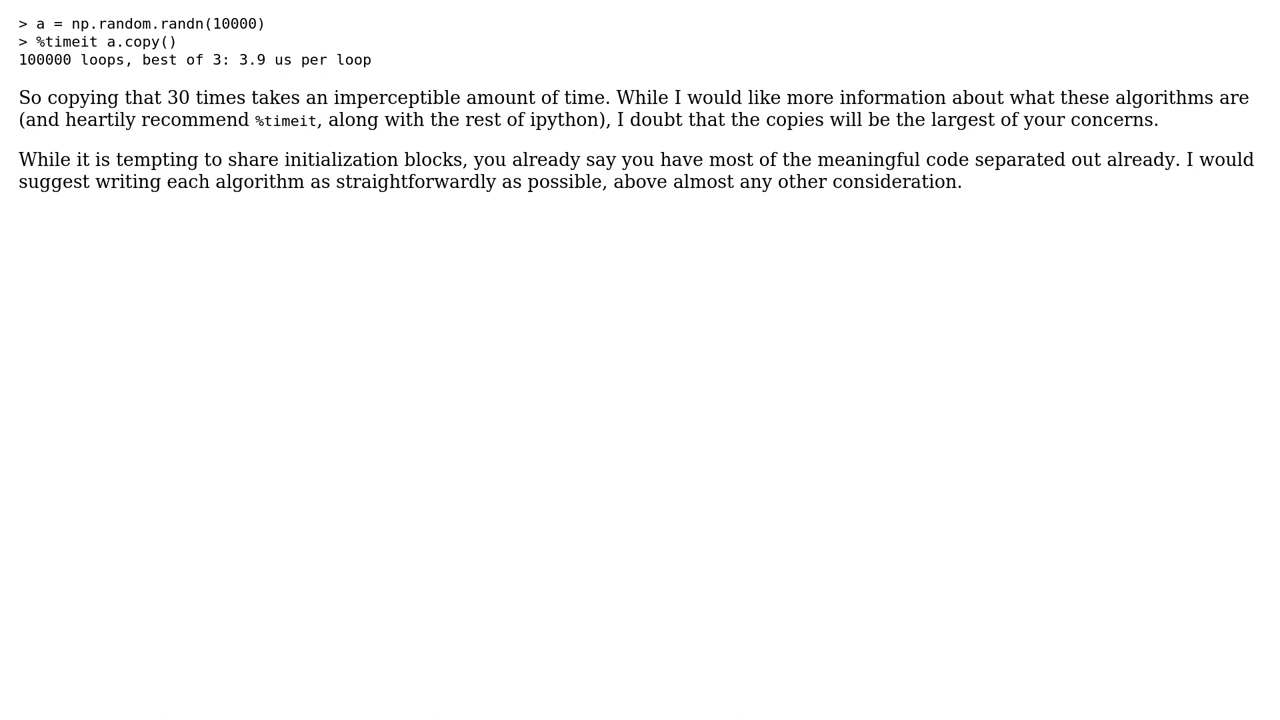 > a = np.random.randn(10000)
> %timeit a.copy()
100000 loops, best of 3: 3.9 us per loop
So copying that 30 times takes an imperceptible amount of time. While I would like more information about what these algorithms are
(and heartily recommend %timeit, along with the rest of ipython), I doubt that the copies will be the largest of your concerns.
While it is tempting to share initialization blocks, you already say you have most of the meaningful code separated out already. I would
suggest writing each algorithm as straightforwardly as possible, above almost any other consideration.